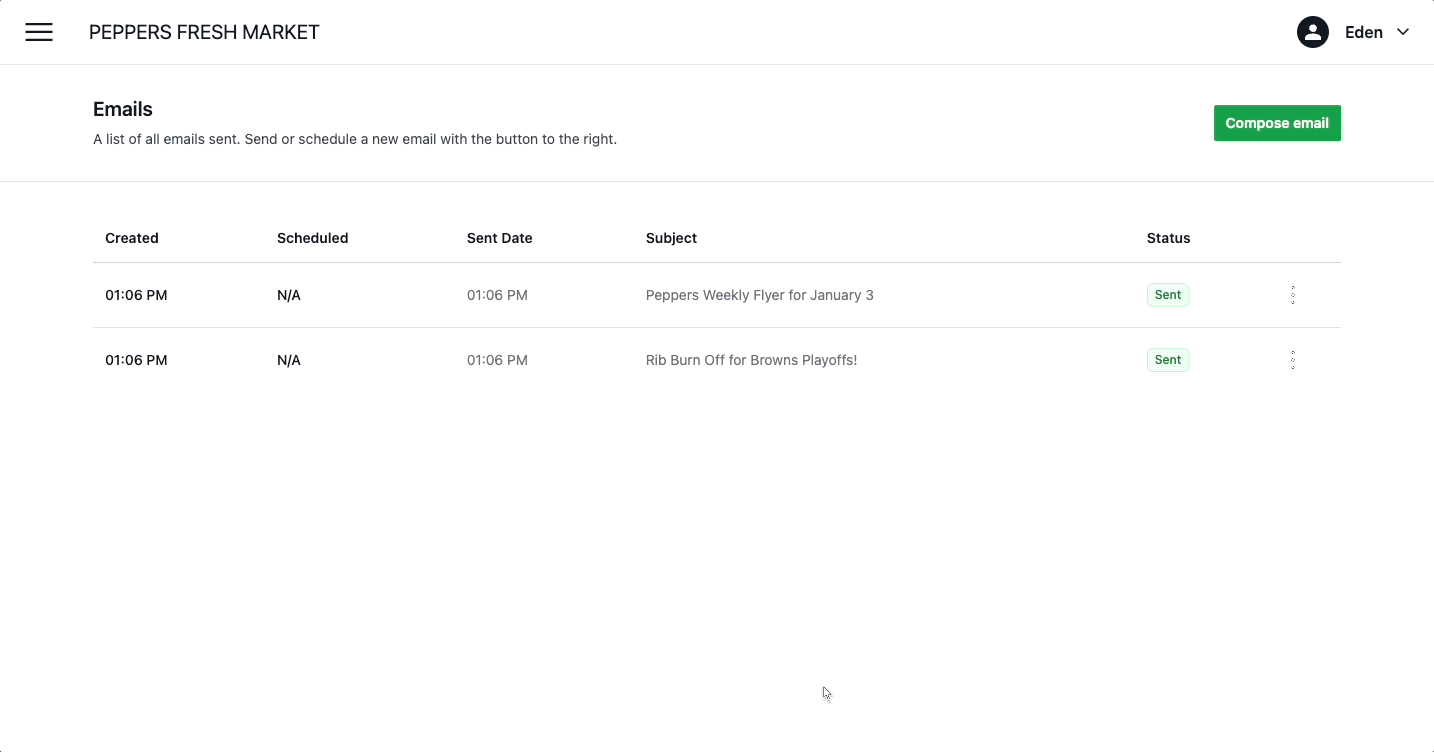 PEPPERS FRESH MARKET
Eden
Emails
A list of all emails sent. Send or schedule a new email with the button to the right.
Compose email
Created Scheduled Sent Date Subject Status
01:06 PM N/A 01:06 PM Peppers Weekly Flyer for January 3 Sent
01:06 PM N/A 01:06 PM Rib Burn Off for Browns Playoffs! Sent